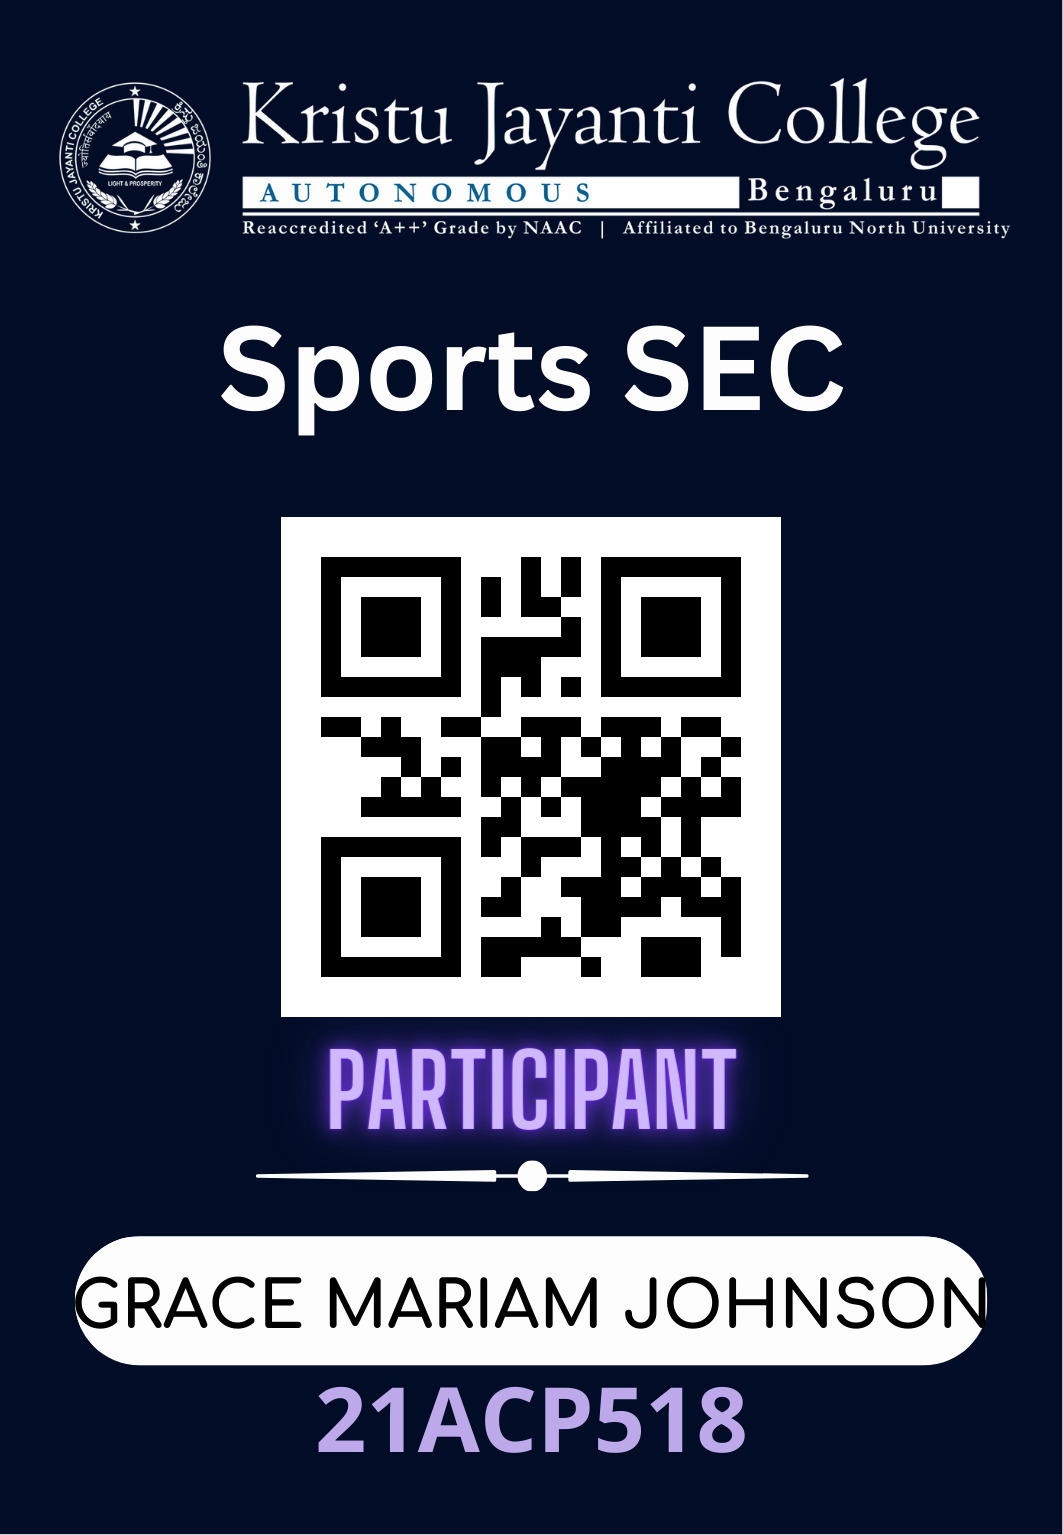 Kristu Jayanti College
AUTONOMOUS Bengaluru
Reaccredited ‘A++’ Grade by NAAC | Affiliated to Bengaluru North University
KRISTU JAYANTI COLLEGE
LIGHT & PROSPERITY
Sports SEC
PARTICIPANT
GRACE MARIAM JOHNSON
21ACP518